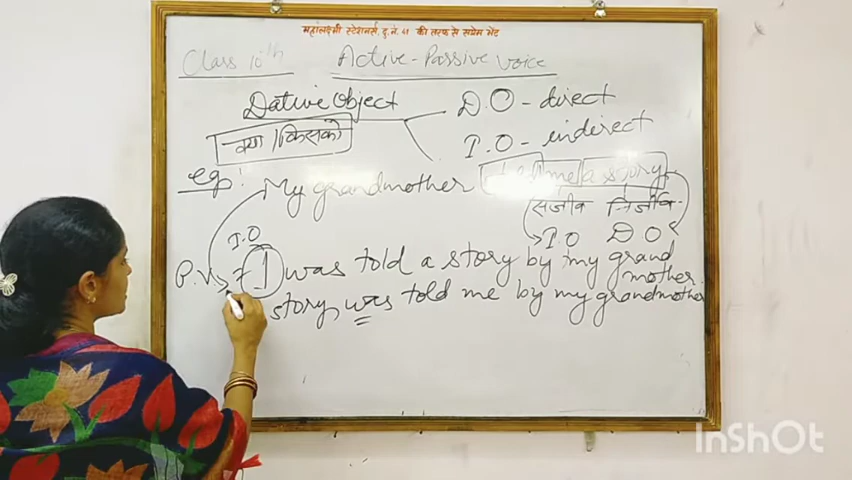 महालक्ष्मी स्टेशनर्स, दु. नं. 41 की तरफ से सप्रेम भेंट
Class 10th Active-Passive Voice
Dative Object D.O - direct
क्या / किसको I.O - indirect
eg: My grandmother me a story.
सजीव निर्जीव
I.O D O
I.O
P.V. I was told a story by my grand
mother.
story was told me by my grandmother
InShOt